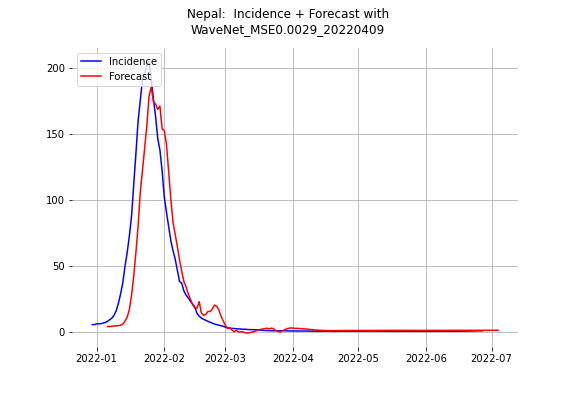 Nepal:  Incidence + Forecast with
WaveNet_MSE0.0029_20220409
Incidence
Forecast
200
150
100
50
0
2022-01 2022-02 2022-03 2022-04 2022-05 2022-06 2022-07